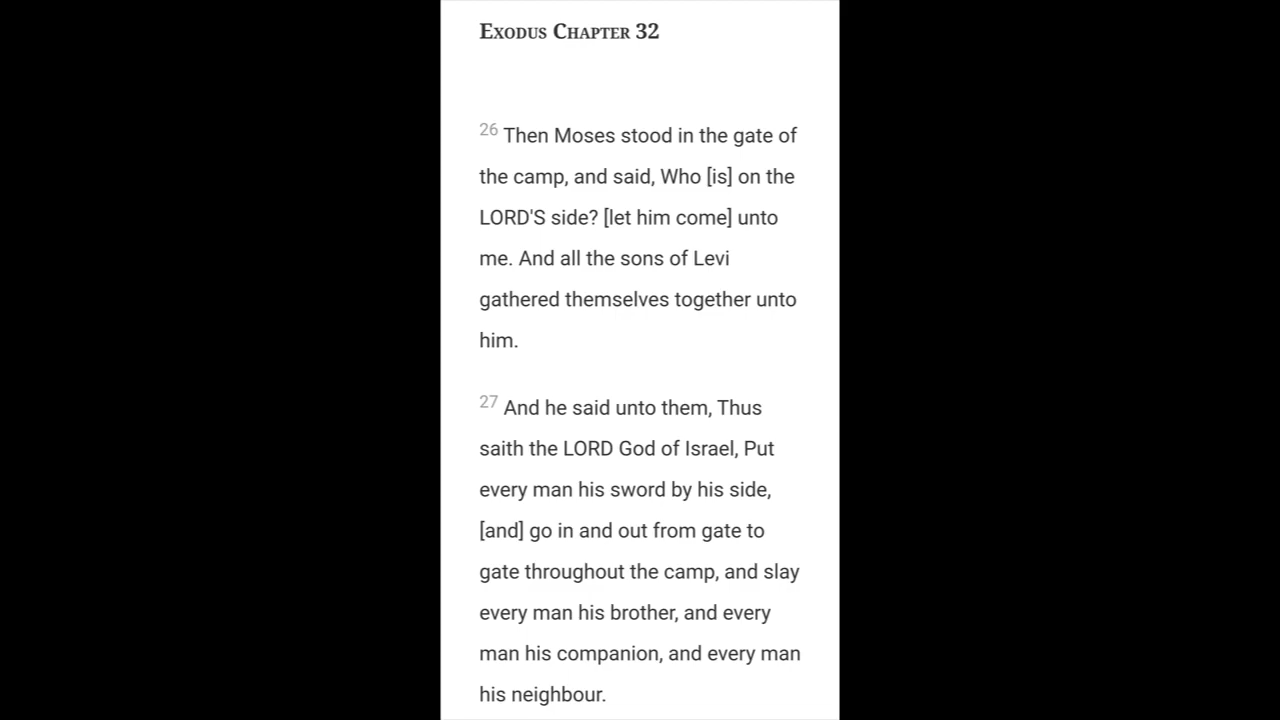 Exodus Chapter 32
26 Then Moses stood in the gate of
the camp, and said, Who [is] on the
LORD'S side? [let him come] unto
me. And all the sons of Levi
gathered themselves together unto
him.
27 And he said unto them, Thus
saith the LORD God of Israel, Put
every man his sword by his side,
[and] go in and out from gate to
gate throughout the camp, and slay
every man his brother, and every
man his companion, and every man
his neighbour.